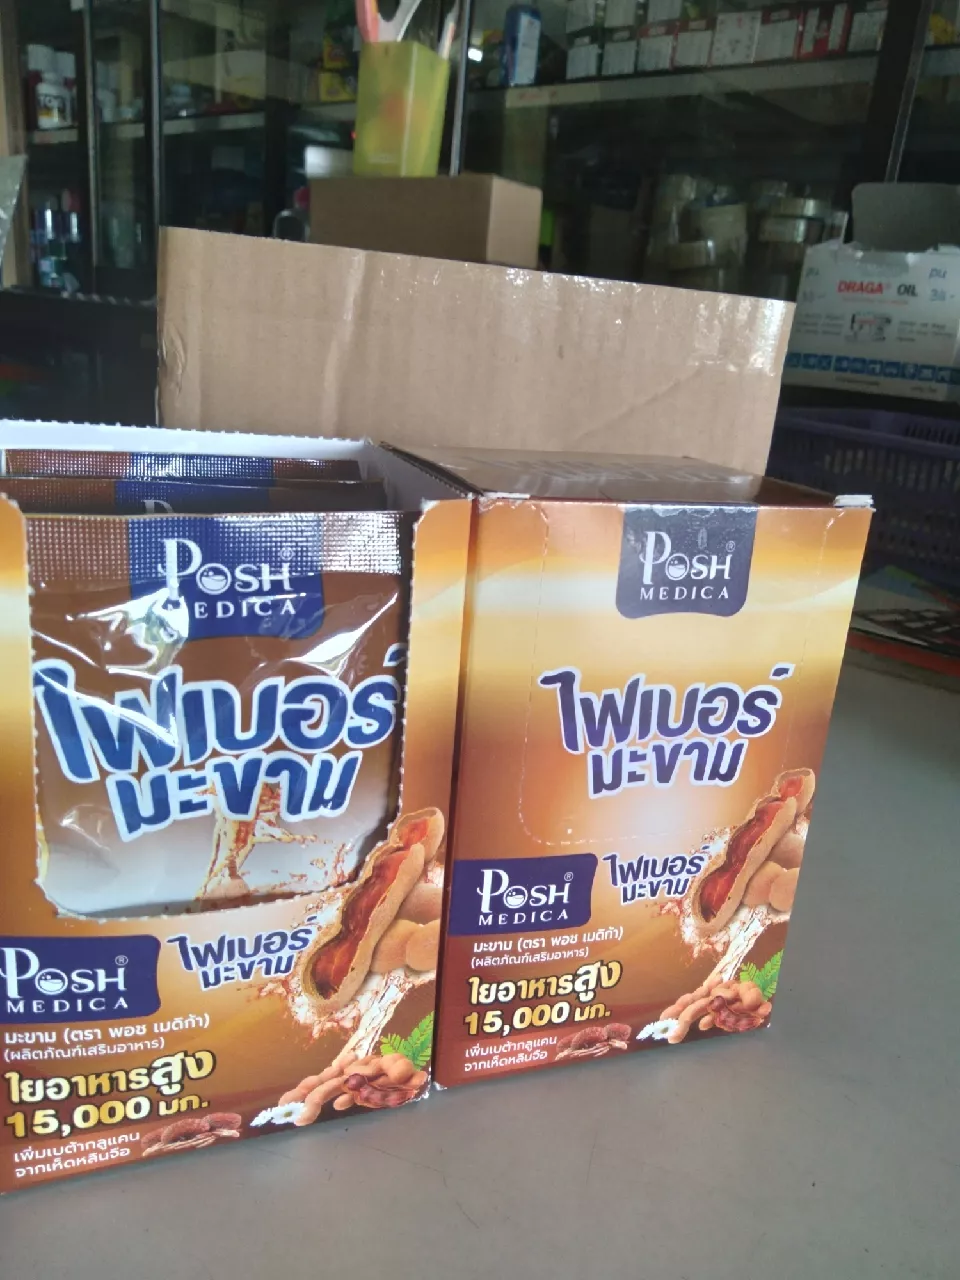 DRAGA® OIL
POSH®
MEDICA
ไฟเบอร์
มะขาม
POSH®
MEDICA
ไฟเบอร์
มะขาม
มะขาม (ตรา พอช เมดิก้า)
(ผลิตภัณฑ์เสริมอาหาร)
ใยอาหารสูง
15,000 มก.
เพิ่มเบต้ากลูแคน
จากเห็ดหลินจือ
POSH®
MEDICA
ไฟเบอร์
มะขาม
POSH®
MEDICA
ไฟเบอร์
มะขาม
มะขาม (ตรา พอช เมดิก้า)
(ผลิตภัณฑ์เสริมอาหาร)
ใยอาหารสูง
15,000 มก.
เพิ่มเบต้ากลูแคน
จากเห็ดหลินจือ